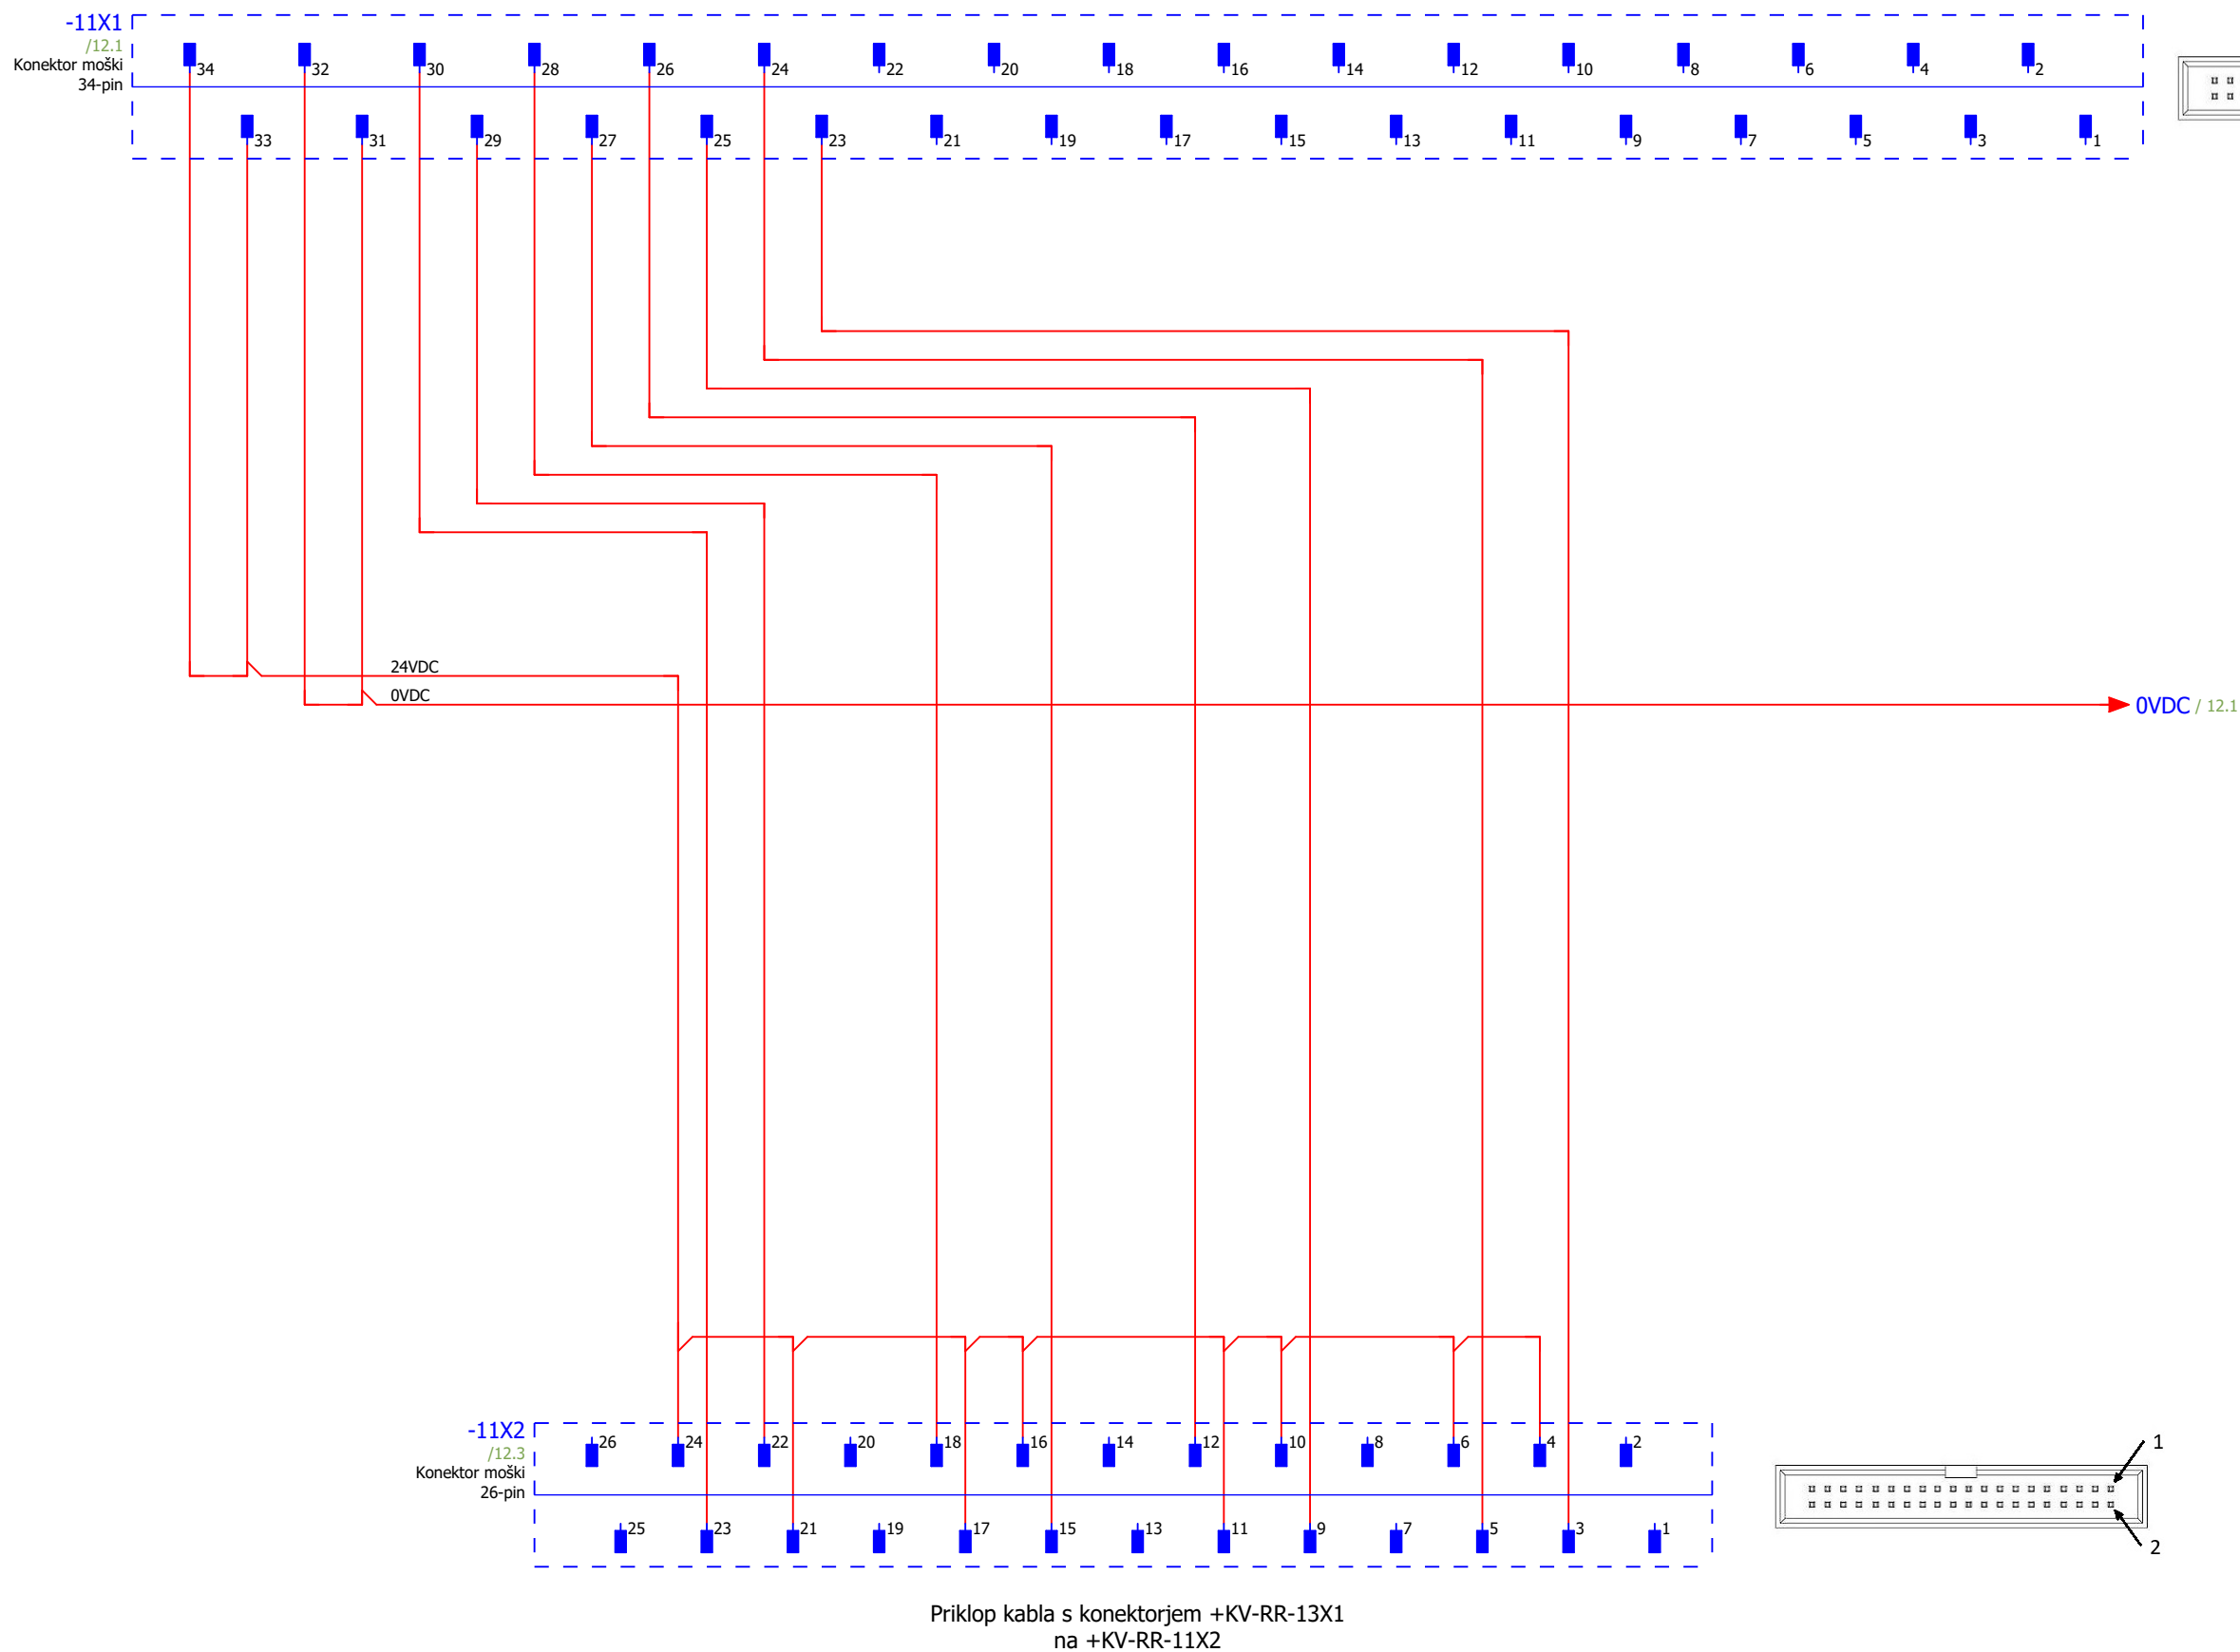 -11X1
/12.1
Konektor moški
34-pin
34 32 30 28 26 24 22 20 18 16 14 12 10 8 6 4 2
33 31 29 27 25 23 21 19 17 15 13 11 9 7 5 3 1
24VDC
0VDC
0VDC / 12.1
-11X2
/12.3
Konektor moški
26-pin
26 24 22 20 18 16 14 12 10 8 6 4 2
25 23 21 19 17 15 13 11 9 7 5 3 1
1
2
Priklop kabla s konektorjem +KV-RR-13X1
na +KV-RR-11X2